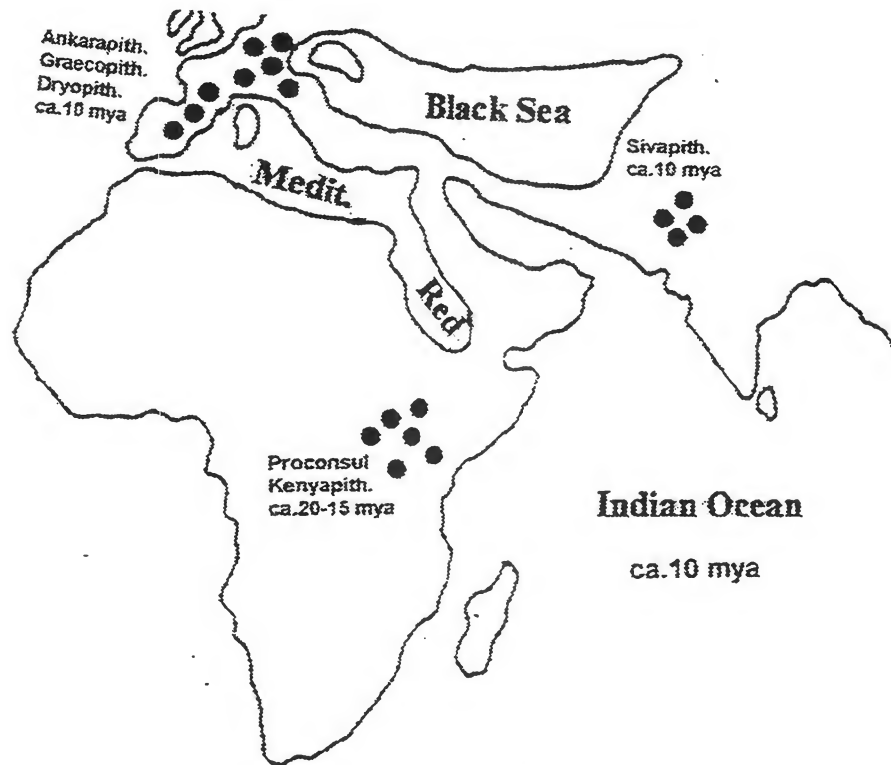 Ankarapith.
Graecopith.
Dryopith.
ca.10 mya
Black Sea
Sivapith.
ca.10 mya
Medit.
Red
Proconsul
Kenyapith.
ca.20-15 mya
Indian Ocean
ca.10 mya